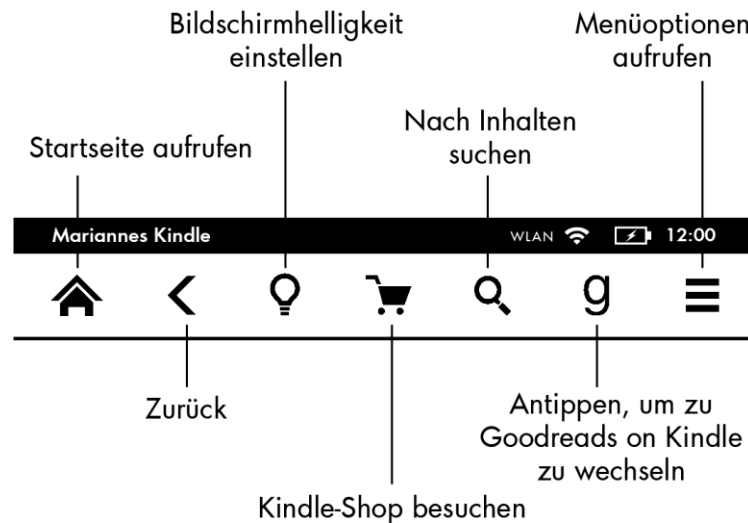 Bildschirmhelligkeit
einstellen
Menüoptionen
aufrufen
Nach Inhalten
suchen
Startseite aufrufen
Mariannes Kindle
WLAN 12:00
g
Zurück
Antippen, um zu
Goodreads on Kindle
zu wechseln
Kindle-Shop besuchen